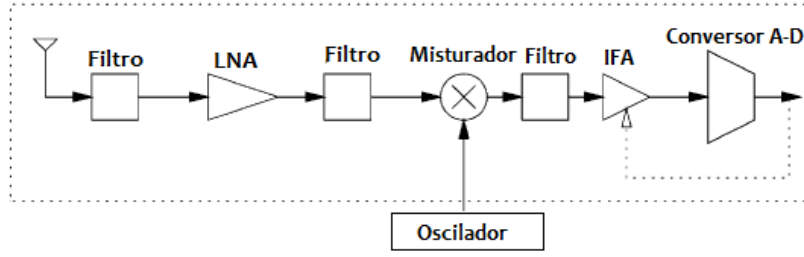 Filtro
LNA
Filtro
Misturador
Filtro
IFA
Conversor A-D
Oscilador